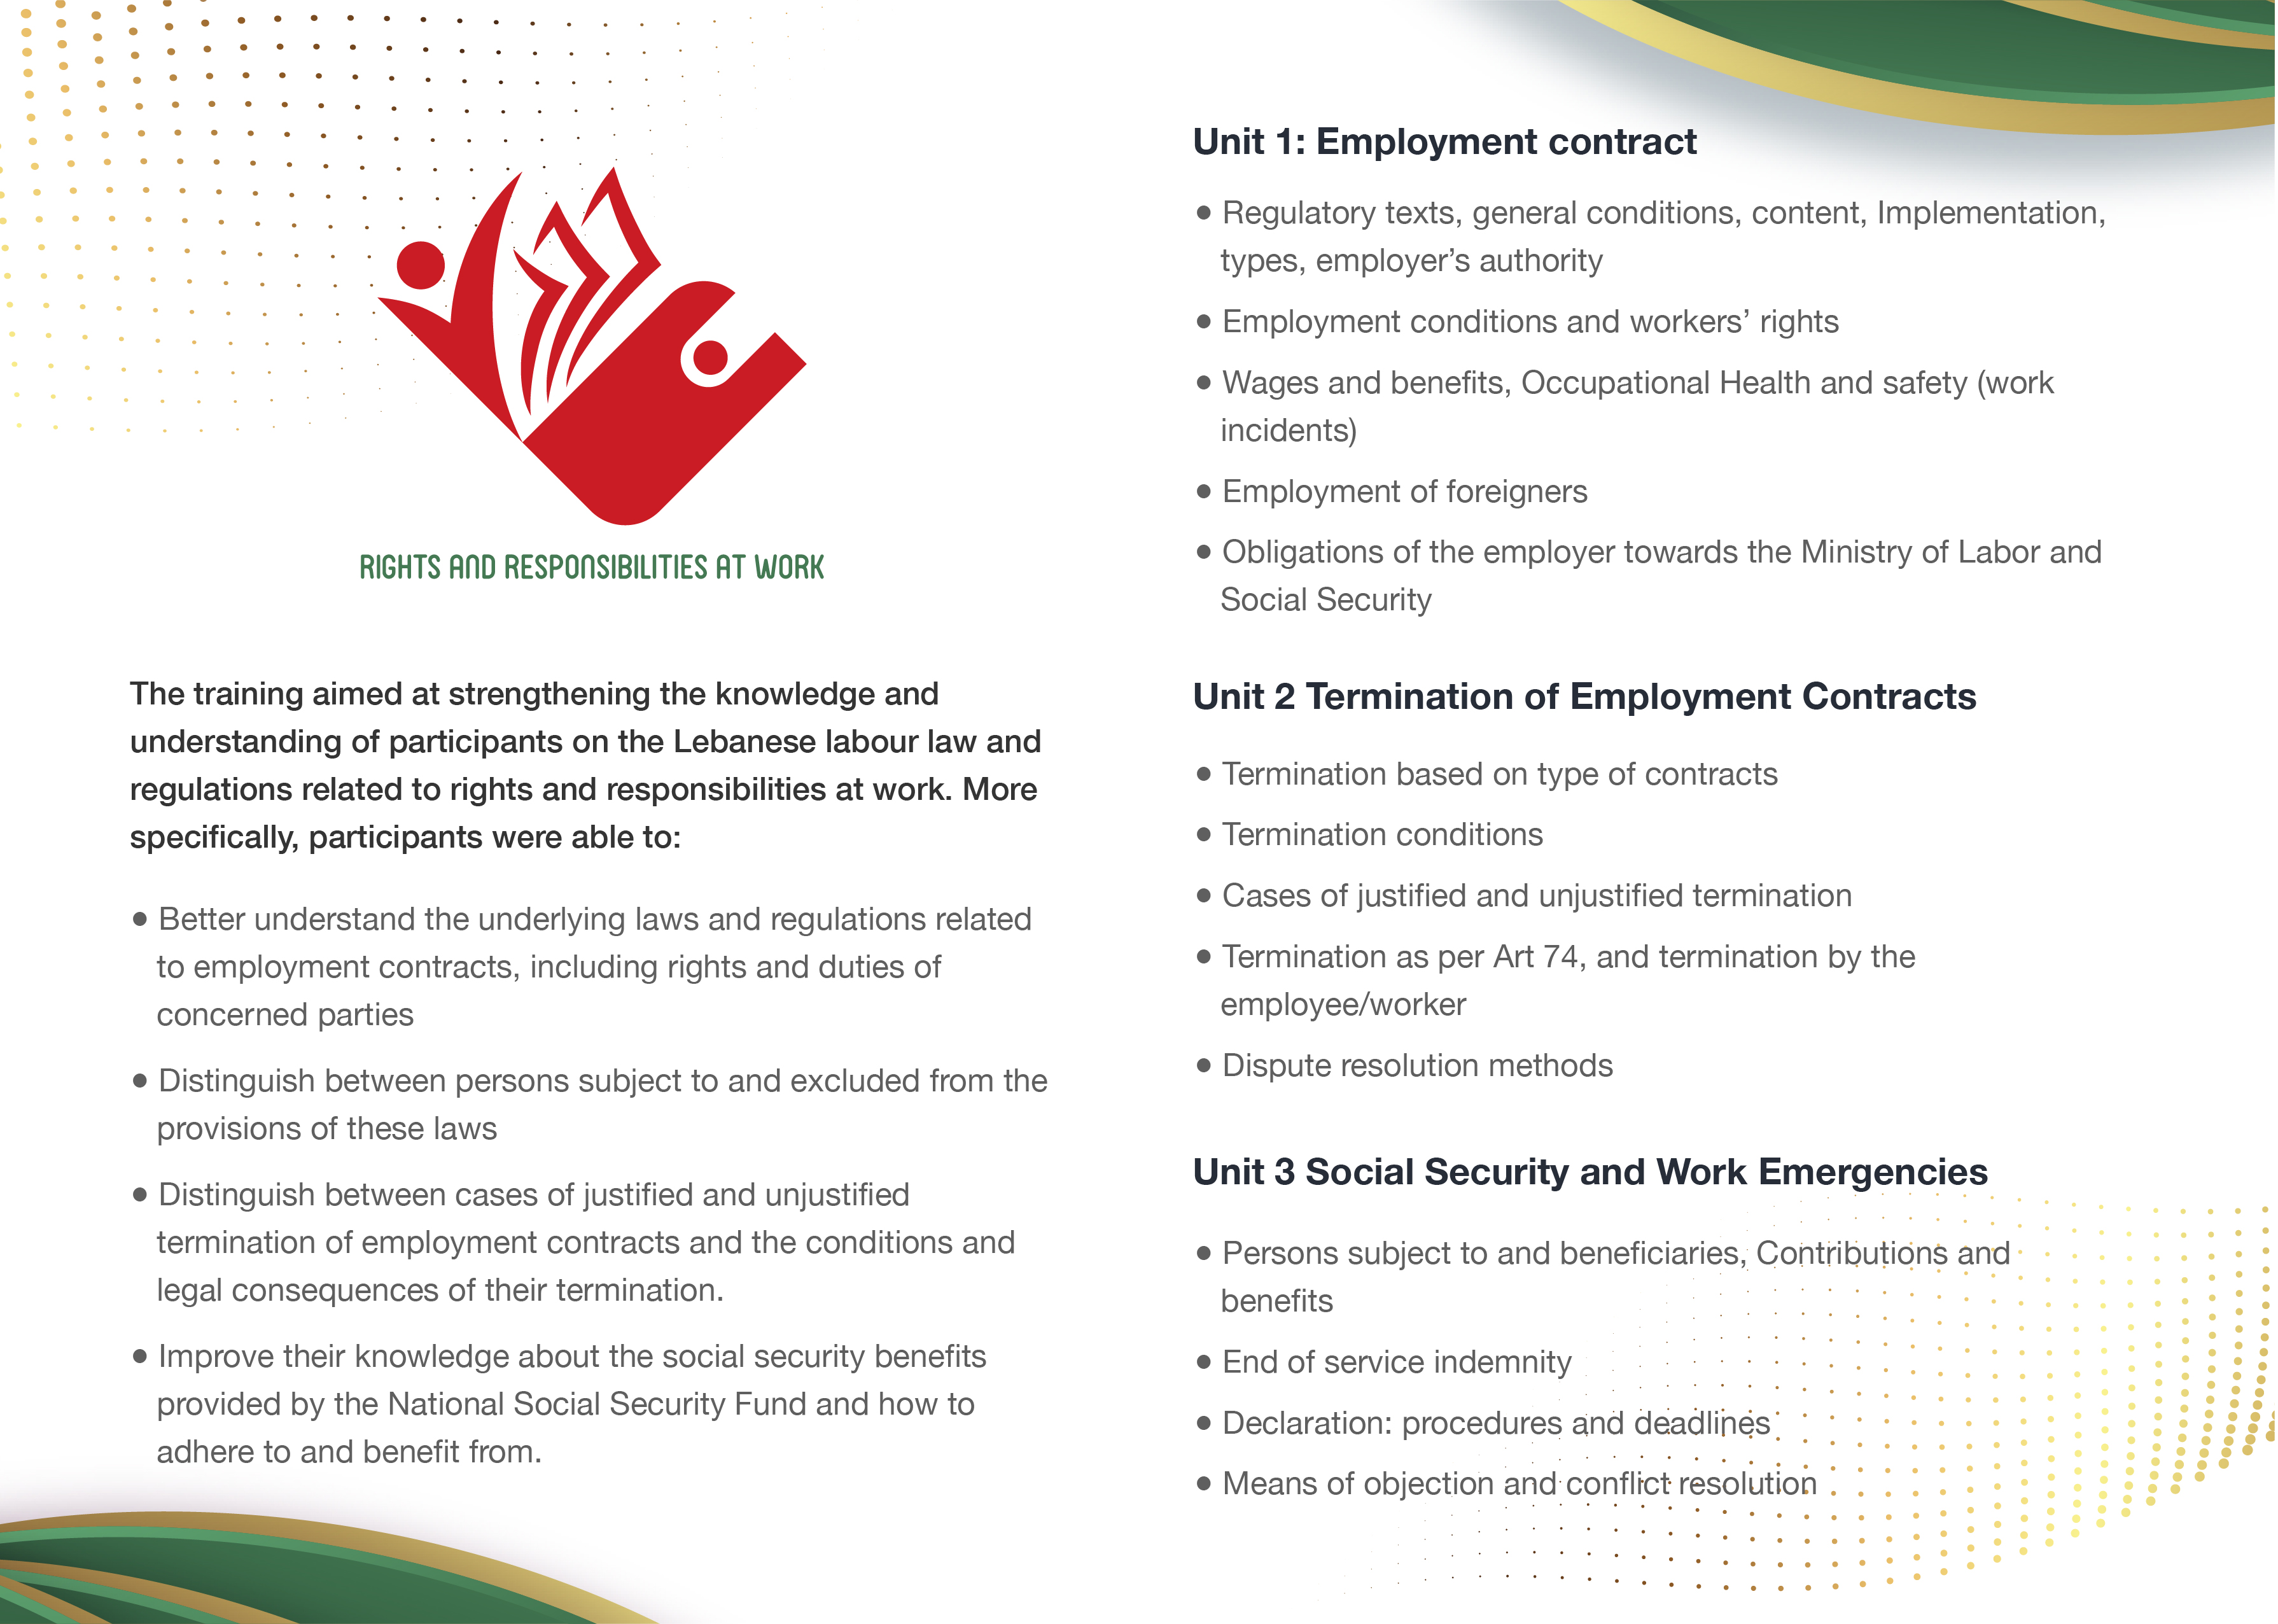 RIGHTS AND RESPONSIBILITIES AT WORK
The training aimed at strengthening the knowledge and
understanding of participants on the Lebanese labour law and
regulations related to rights and responsibilities at work. More
specifically, participants were able to:
• Better understand the underlying laws and regulations related
to employment contracts, including rights and duties of
concerned parties
• Distinguish between persons subject to and excluded from the
provisions of these laws
• Distinguish between cases of justified and unjustified
termination of employment contracts and the conditions and
legal consequences of their termination.
• Improve their knowledge about the social security benefits
provided by the National Social Security Fund and how to
adhere to and benefit from.
Unit 1: Employment contract
• Regulatory texts, general conditions, content, Implementation,
types, employer’s authority
• Employment conditions and workers’ rights
• Wages and benefits, Occupational Health and safety (work
incidents)
• Employment of foreigners
• Obligations of the employer towards the Ministry of Labor and
Social Security
Unit 2 Termination of Employment Contracts
• Termination based on type of contracts
• Termination conditions
• Cases of justified and unjustified termination
• Termination as per Art 74, and termination by the
employee/worker
• Dispute resolution methods
Unit 3 Social Security and Work Emergencies
• Persons subject to and beneficiaries, Contributions and
benefits
• End of service indemnity
• Declaration: procedures and deadlines
• Means of objection and conflict resolution